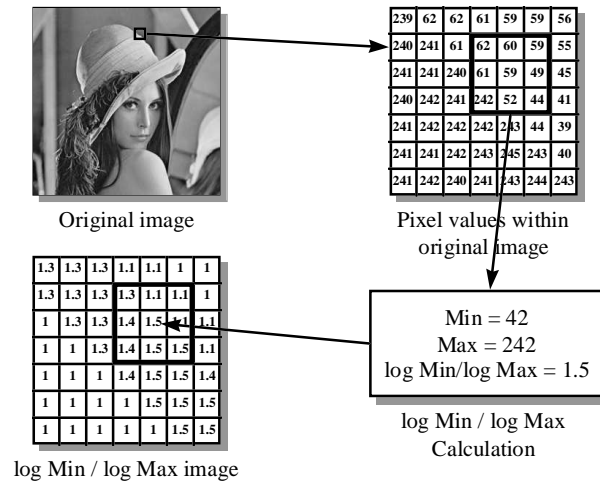 239 62 62 61 59 59 56
240 241 61 62 60 59 55
241 241 240 61 59 49 45
240 242 241 242 52 44 41
241 242 242 242 243 44 39
241 241 242 243 245 243 40
241 242 240 241 243 244 243
Original image
Pixel values within
original image
1.3 1.3 1.3 1.1 1.1 1 1
1.3 1.3 1.3 1.3 1.1 1.1 1
1 1.3 1.3 1.4 1.5 1.1
1 1 1.3 1.4 1.5 1.5 1.1
1 1 1 1.4 1.5 1.5 1.4
1 1 1 1 1.5 1.5 1.5
1 1 1 1 1 1.5 1.5
log Min / log Max image
Min = 42
Max = 242
log Min/log Max = 1.5
log Min / log Max
Calculation